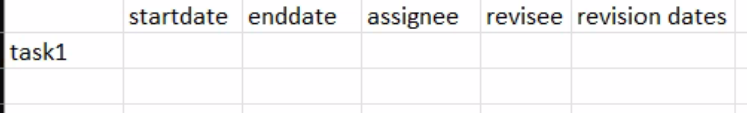 startdate enddate assignee revisee revision dates
task1